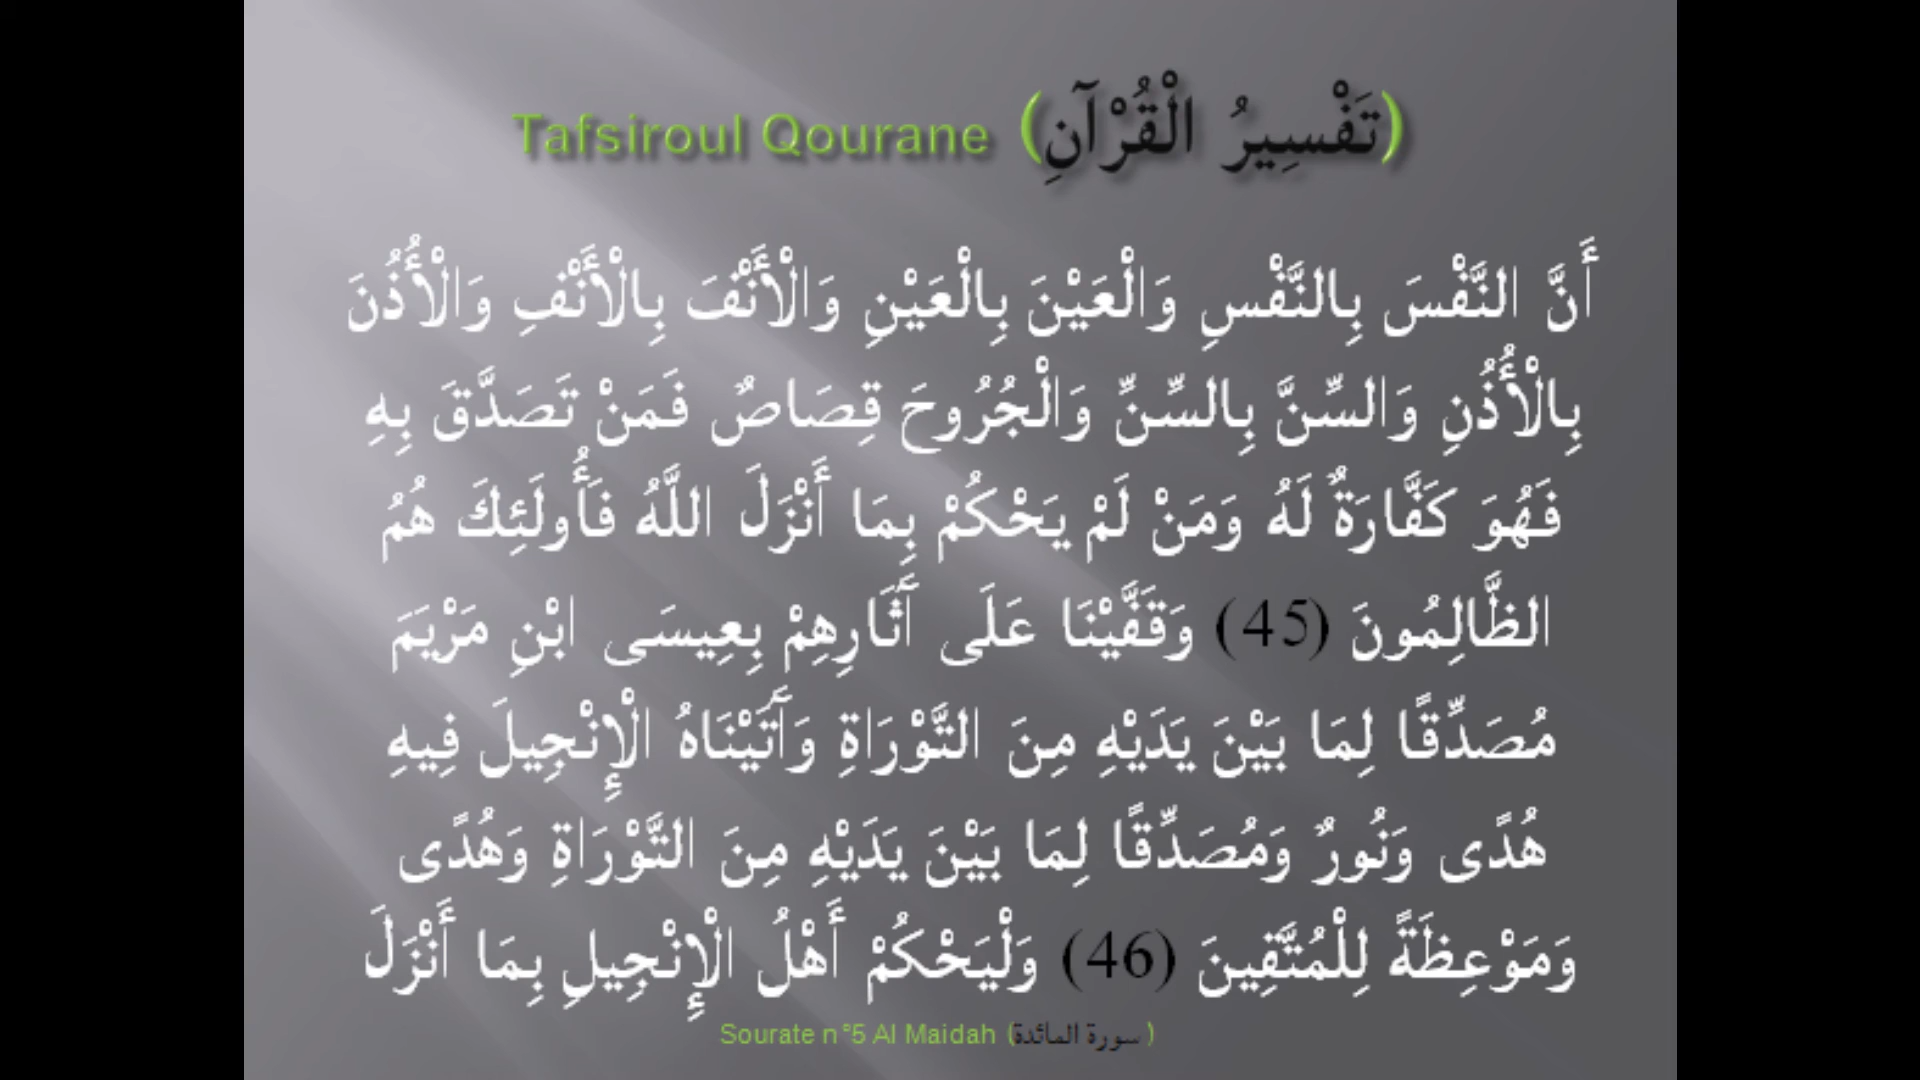 Tafsiroul Qourane (تَفْسِيرُ الْقُرْآنِ)
أَنَّ النَّفْسَ بِالنَّفْسِ وَالْعَيْنَ بِالْعَيْنِ وَالْأَنْفَ بِالْأَنْفِ وَالْأُذُنَ
بِالْأُذُنِ وَالسِّنَّ بِالسِّنِّ وَالْجُرُوحَ قِصَاصٌ فَمَنْ تَصَدَّقَ بِهِ
فَهُوَ كَفَّارَةٌ لَهُ وَمَنْ لَمْ يَحْكُمْ بِمَا أَنْزَلَ اللَّهُ فَأُولَئِكَ هُمُ
الظَّالِمُونَ (45) وَقَفَّيْنَا عَلَى آَثَارِهِمْ بِعِيسَى ابْنِ مَرْيَمَ
مُصَدِّقًا لِمَا بَيْنَ يَدَيْهِ مِنَ التَّوْرَاةِ وَآَتَيْنَاهُ الْإِنْجِيلَ فِيهِ
هُدًى وَنُورٌ وَمُصَدِّقًا لِمَا بَيْنَ يَدَيْهِ مِنَ التَّوْرَاةِ وَهُدًى
وَمَوْعِظَةً لِلْمُتَّقِينَ (46) وَلْيَحْكُمْ أَهْلُ الْإِنْجِيلِ بِمَا أَنْزَلَ
Sourate n°5 Al Maidah (سورة المائدة)